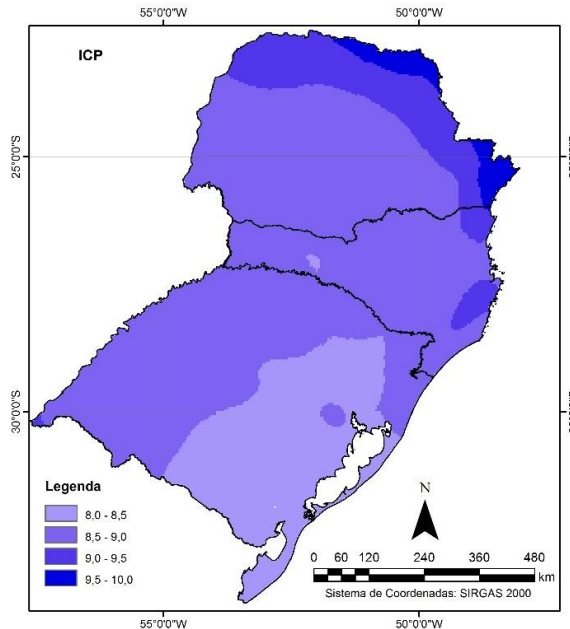 55°0'0"W 50°0'0"W
ICP
25°0'0"S
30°0'0"S
Legenda
8,0 - 8,5
8,5 - 9,0
9,0 - 9,5
9,5 - 10,0
N
0 60 120 240 360 480
km
Sistema de Coordenadas: SIRGAS 2000
55°0'0"W 50°0'0"W